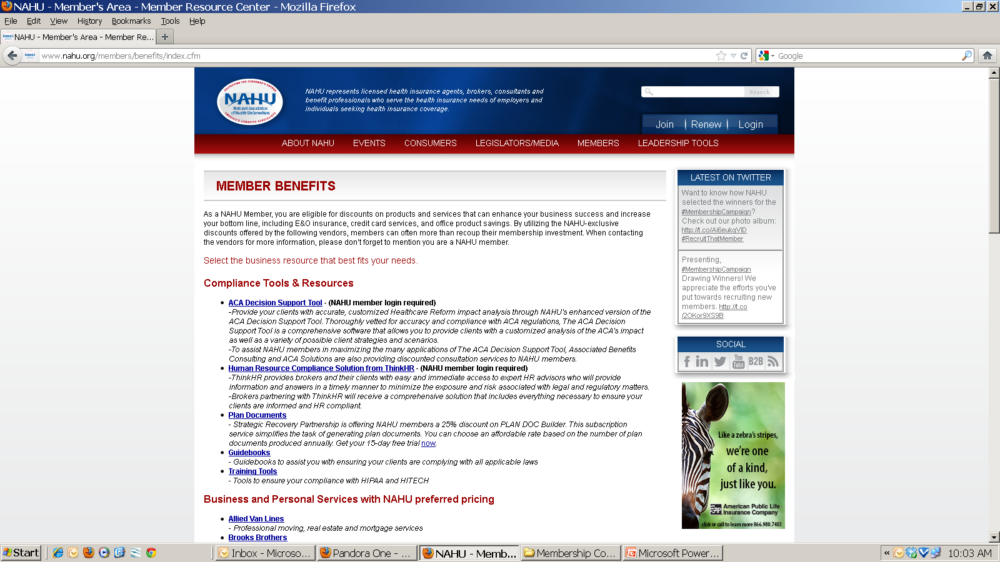 NAHU - Member's Area - Member Resource Center - Mozilla Firefox
File Edit View History Bookmarks Tools Help
NAHU - Member's Area - Member Re...
www.nahu.org/members/benefits/index.cfm
Google
PROTECTING THE CONSUMER'S FUTURE
NAHU
National Association
of Health Underwriters
AMERICA'S BENEFITS SPECIALISTS
NAHU represents licensed health insurance agents, brokers, consultants and
benefit professionals who serve the health insurance needs of employers and
individuals seeking health insurance coverage.
Search
Join Renew Login
ABOUT NAHU EVENTS CONSUMERS LEGISLATORS/MEDIA MEMBERS LEADERSHIP TOOLS
MEMBER BENEFITS
As a NAHU Member, you are eligible for discounts on products and services that can enhance your business success and increase
your bottom line, including E&O insurance, credit card services, and office product savings. By utilizing the NAHU-exclusive
discounts offered by the following vendors, members can often more than recoup their membership investment. When contacting
the vendors for more information, please don't forget to mention you are a NAHU member.
Select the business resource that best fits your needs.
Compliance Tools & Resources
• ACA Decision Support Tool - (NAHU member login required)
-Provide your clients with accurate, customized Healthcare Reform impact analysis through NAHU's enhanced version of the
ACA Decision Support Tool. Thoroughly vetted for accuracy and compliance with ACA regulations, The ACA Decision
Support Tool is a comprehensive software that allows you to provide clients with a customized analysis of the ACA's impact
as well as a variety of possible client strategies and scenarios.
-To assist NAHU members in maximizing the many applications of The ACA Decision Support Tool, Associated Benefits
Consulting and ACA Solutions are also providing discounted consultation services to NAHU members.
• Human Resource Compliance Solution from ThinkHR - (NAHU member login required)
-ThinkHR provides brokers and their clients with easy and immediate access to expert HR advisors who will provide
information and answers in a timely manner to minimize the exposure and risk associated with legal and regulatory matters.
-Brokers partnering with ThinkHR will receive a comprehensive solution that includes everything necessary to ensure your
clients are informed and HR compliant.
• Plan Documents
- Strategic Recovery Partnership is offering NAHU members a 25% discount on PLAN DOC Builder. This subscription
service simplifies the task of generating plan documents. You can choose an affordable rate based on the number of plan
documents produced annually. Get your 15-day free trial now.
• Guidebooks
- Guidebooks to assist you with ensuring your clients are complying with all applicable laws
• Training Tools
- Tools to ensure your compliance with HIPAA and HITECH
Business and Personal Services with NAHU preferred pricing
• Allied Van Lines
- Professional moving, real estate and mortgage services
• Brooks Brothers
LATEST ON TWITTER
Want to know how NAHU
selected the winners for the
#MembershipCampaign?
Check out our photo album:
http://t.co/Ai6eukqVID
#RecruitThatMember
Presenting,
#MembershipCampaign
Drawing Winners! We
appreciate the efforts you've
put towards recruiting new
members. http://t.co
/2OKor9XS9B
SOCIAL
f in You Tube B2B
Like a zebra's stripes,
we're one
of a kind,
just like you.
American Public Life
Insurance Company
click or call to learn more 866.980.7483
Start
Inbox - Microso...
Pandora One - ...
NAHU - Memb...
Membership Co...
Microsoft Power...
« 10:03 AM